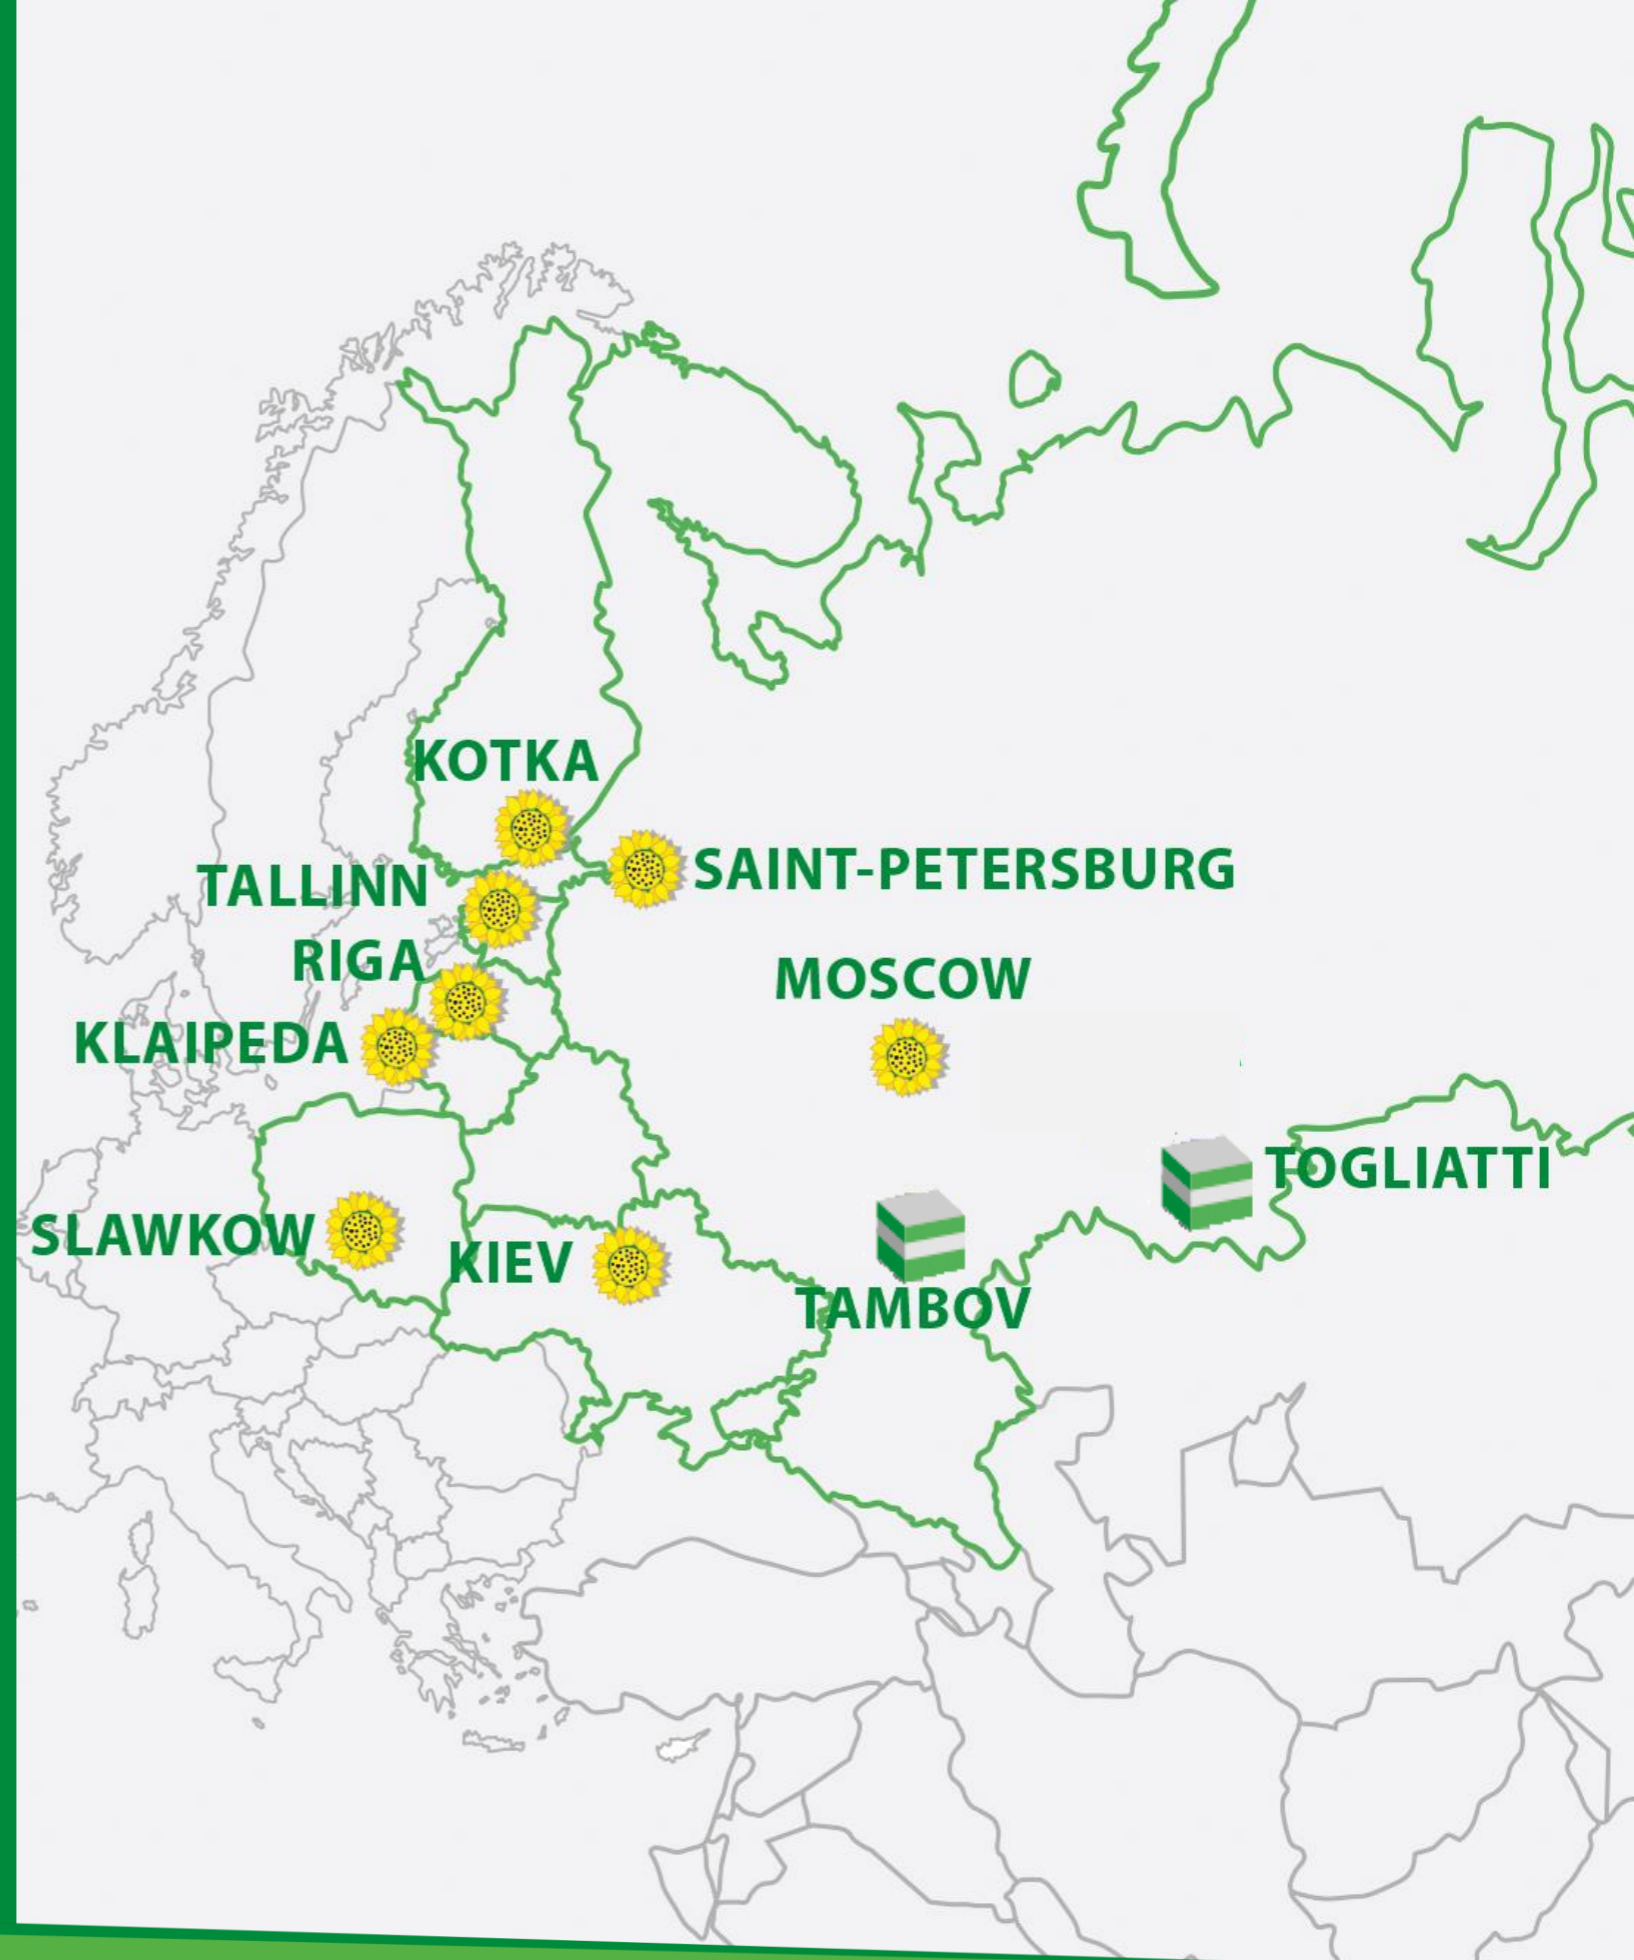 KOTKA
SAINT-PETERSBURG
TALLINN
RIGA
MOSCOW
KLAIPEDA
TOGLIATTI
SLAWKOW
KIEV
TAMBOV